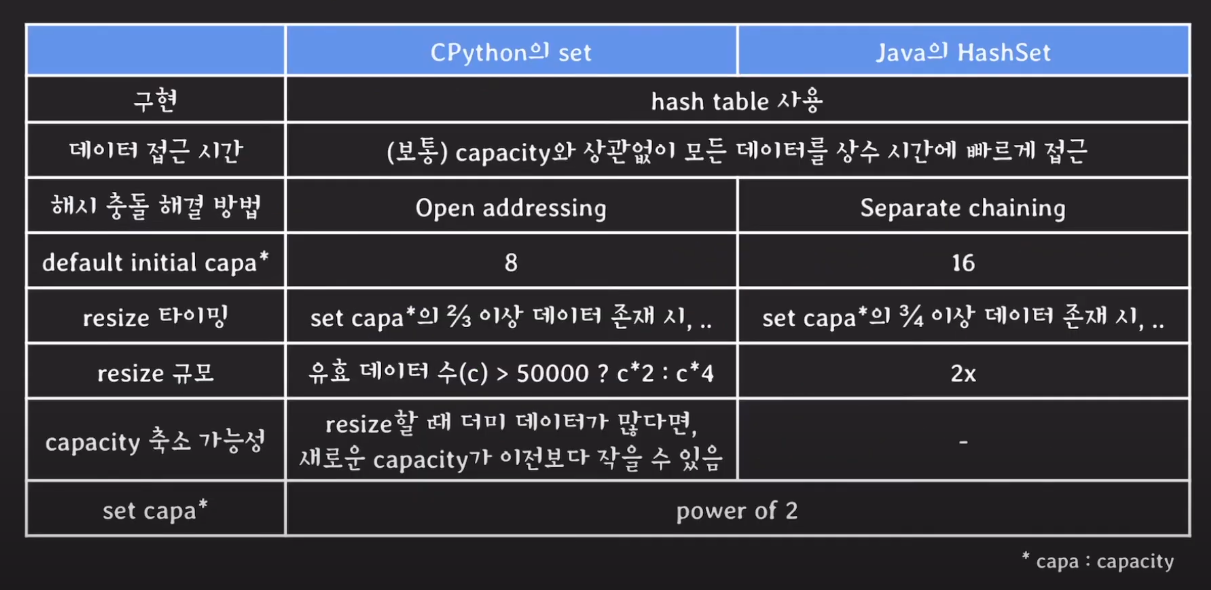 CPython의 set
Java의 HashSet
구현
hash table 사용
데이터 접근 시간
(보통) capacity와 상관없이 모든 데이터를 상수 시간에 빠르게 접근
해시 충돌 해결 방법
Open addressing
Separate chaining
default initial capa*
8
16
resize 타이밍
set capa*의 ⅔ 이상 데이터 존재 시, ..
set capa*의 ¾ 이상 데이터 존재 시, ..
resize 규모
유효 데이터 수(c) > 50000 ? c*2 : c*4
2x
capacity 축소 가능성
resize할 때 더미 데이터가 많다면,
새로운 capacity가 이전보다 작을 수 있음
-
set capa*
power of 2
* capa : capacity